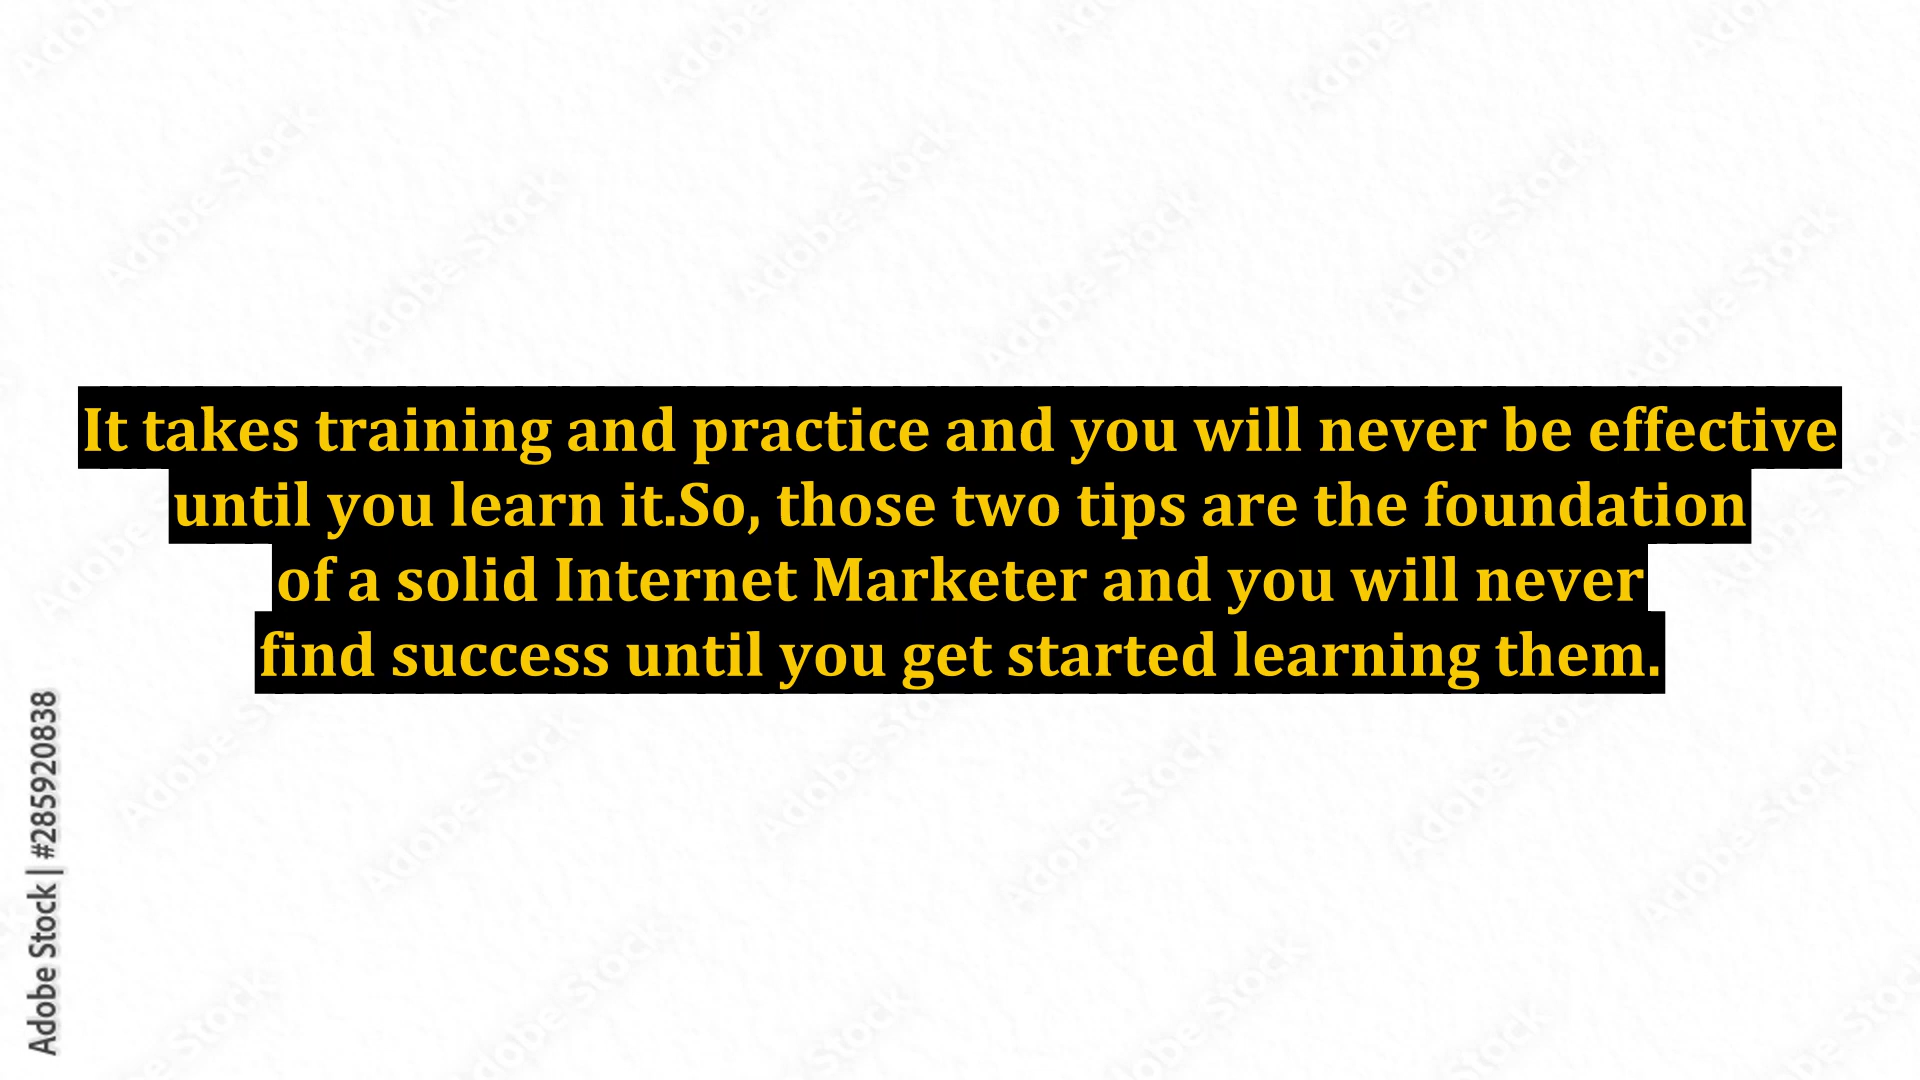 It takes training and practice and you will never be effective
until you learn it.So, those two tips are the foundation
of a solid Internet Marketer and you will never
find success until you get started learning them.
Adobe Stock | #285920838